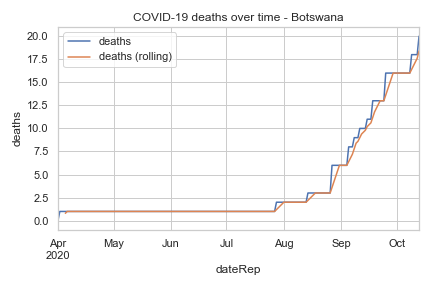 COVID-19 deaths over time - Botswana
deaths
deaths (rolling)
20.0
17.5
15.0
12.5
10.0
7.5
5.0
2.5
0.0
deaths
Apr May Jun Jul Aug Sep Oct
2020
dateRep